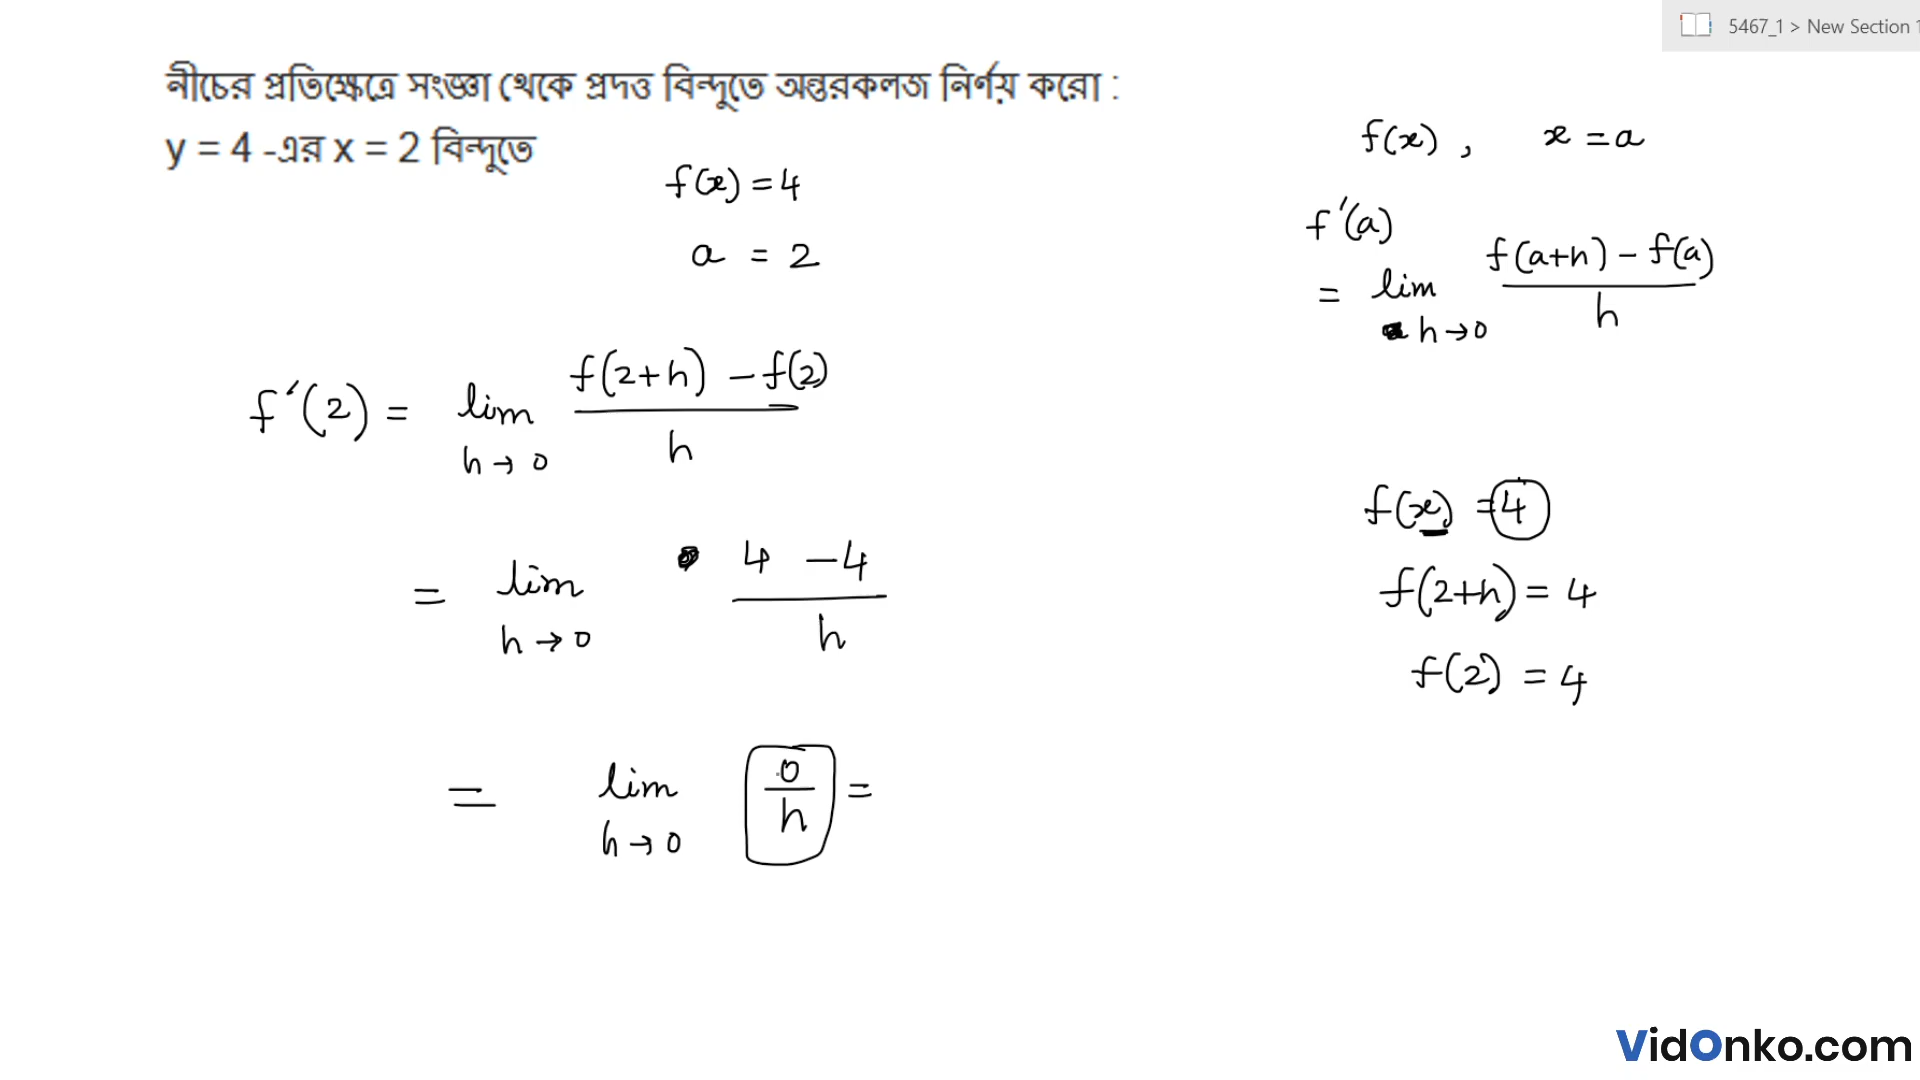 5467_1 > New Section 1
নীচের প্রতিক্ষেত্রে সংজ্ঞা থেকে প্রদত্ত বিন্দুতে অন্তরকলজ নির্ণয় করো :
y = 4 -এর x = 2 বিন্দুতে
f(x) = 4
a = 2
f'(2) = lim h→0 f(2+h) - f(2) / h
= lim h→0 4 - 4 / h
= lim h→0 0 / h =
f(x) , x = a
f'(a)
= lim h→0 f(a+h) - f(a) / h
f(x) = 4
f(2+h) = 4
f(2) = 4
VidOnko.com